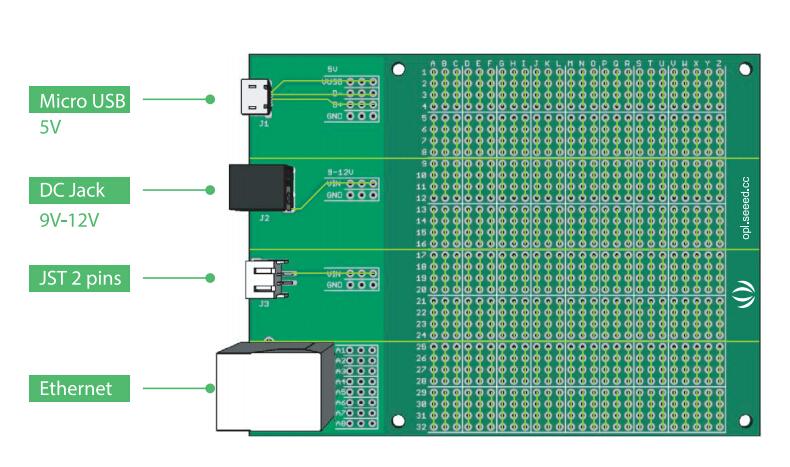 Micro USB
5V
DC Jack
9V-12V
JST 2 pins
Ethernet
5V
VUSB
D-
D+
GND
J1
9-12V
VIN
GND
J2
VIN
GND
J3
A1
A2
A3
A4
A5
A6
A7
A8
A B C D E F G H I J K L M N O P Q R S T U V W X Y Z
1
2
3
4
5
6
7
8
9
10
11
12
13
14
15
16
17
18
19
20
21
22
23
24
25
26
27
28
29
30
31
32
opl.seeed.cc